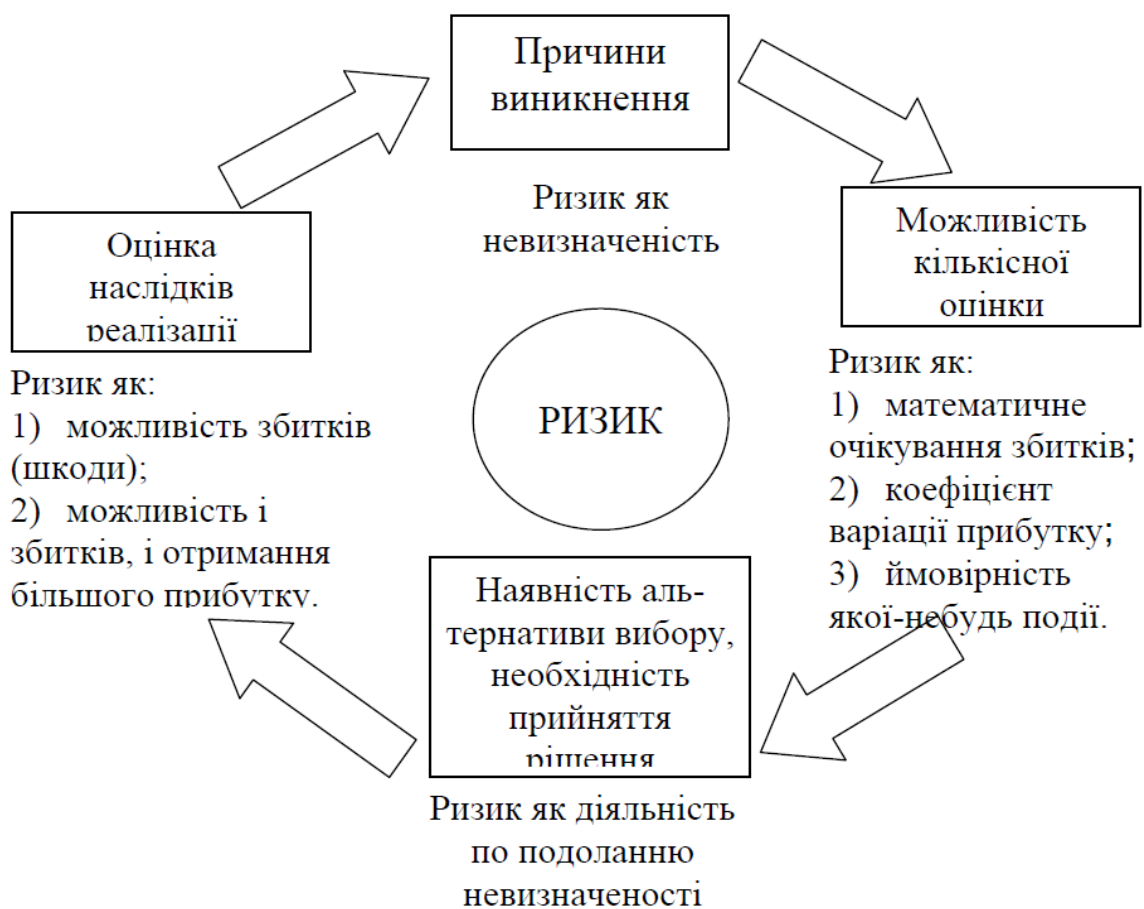 Причини
виникнення
Ризик як
невизначеність
Можливість
кількісної
оцінки
Ризик як:
1) математичне
очікування збитків;
2) коефіцієнт
варіації прибутку;
3) ймовірність
якої-небудь події.
Наявність аль-
тернативи вибору,
необхідність
прийняття
рішення
Ризик як діяльність
по подоланню
невизначеності
Оцінка
наслідків
реалізації
Ризик як:
1) можливість збитків
(шкоди);
2) можливість і
збитків, і отримання
більшого прибутку.
РИЗИК